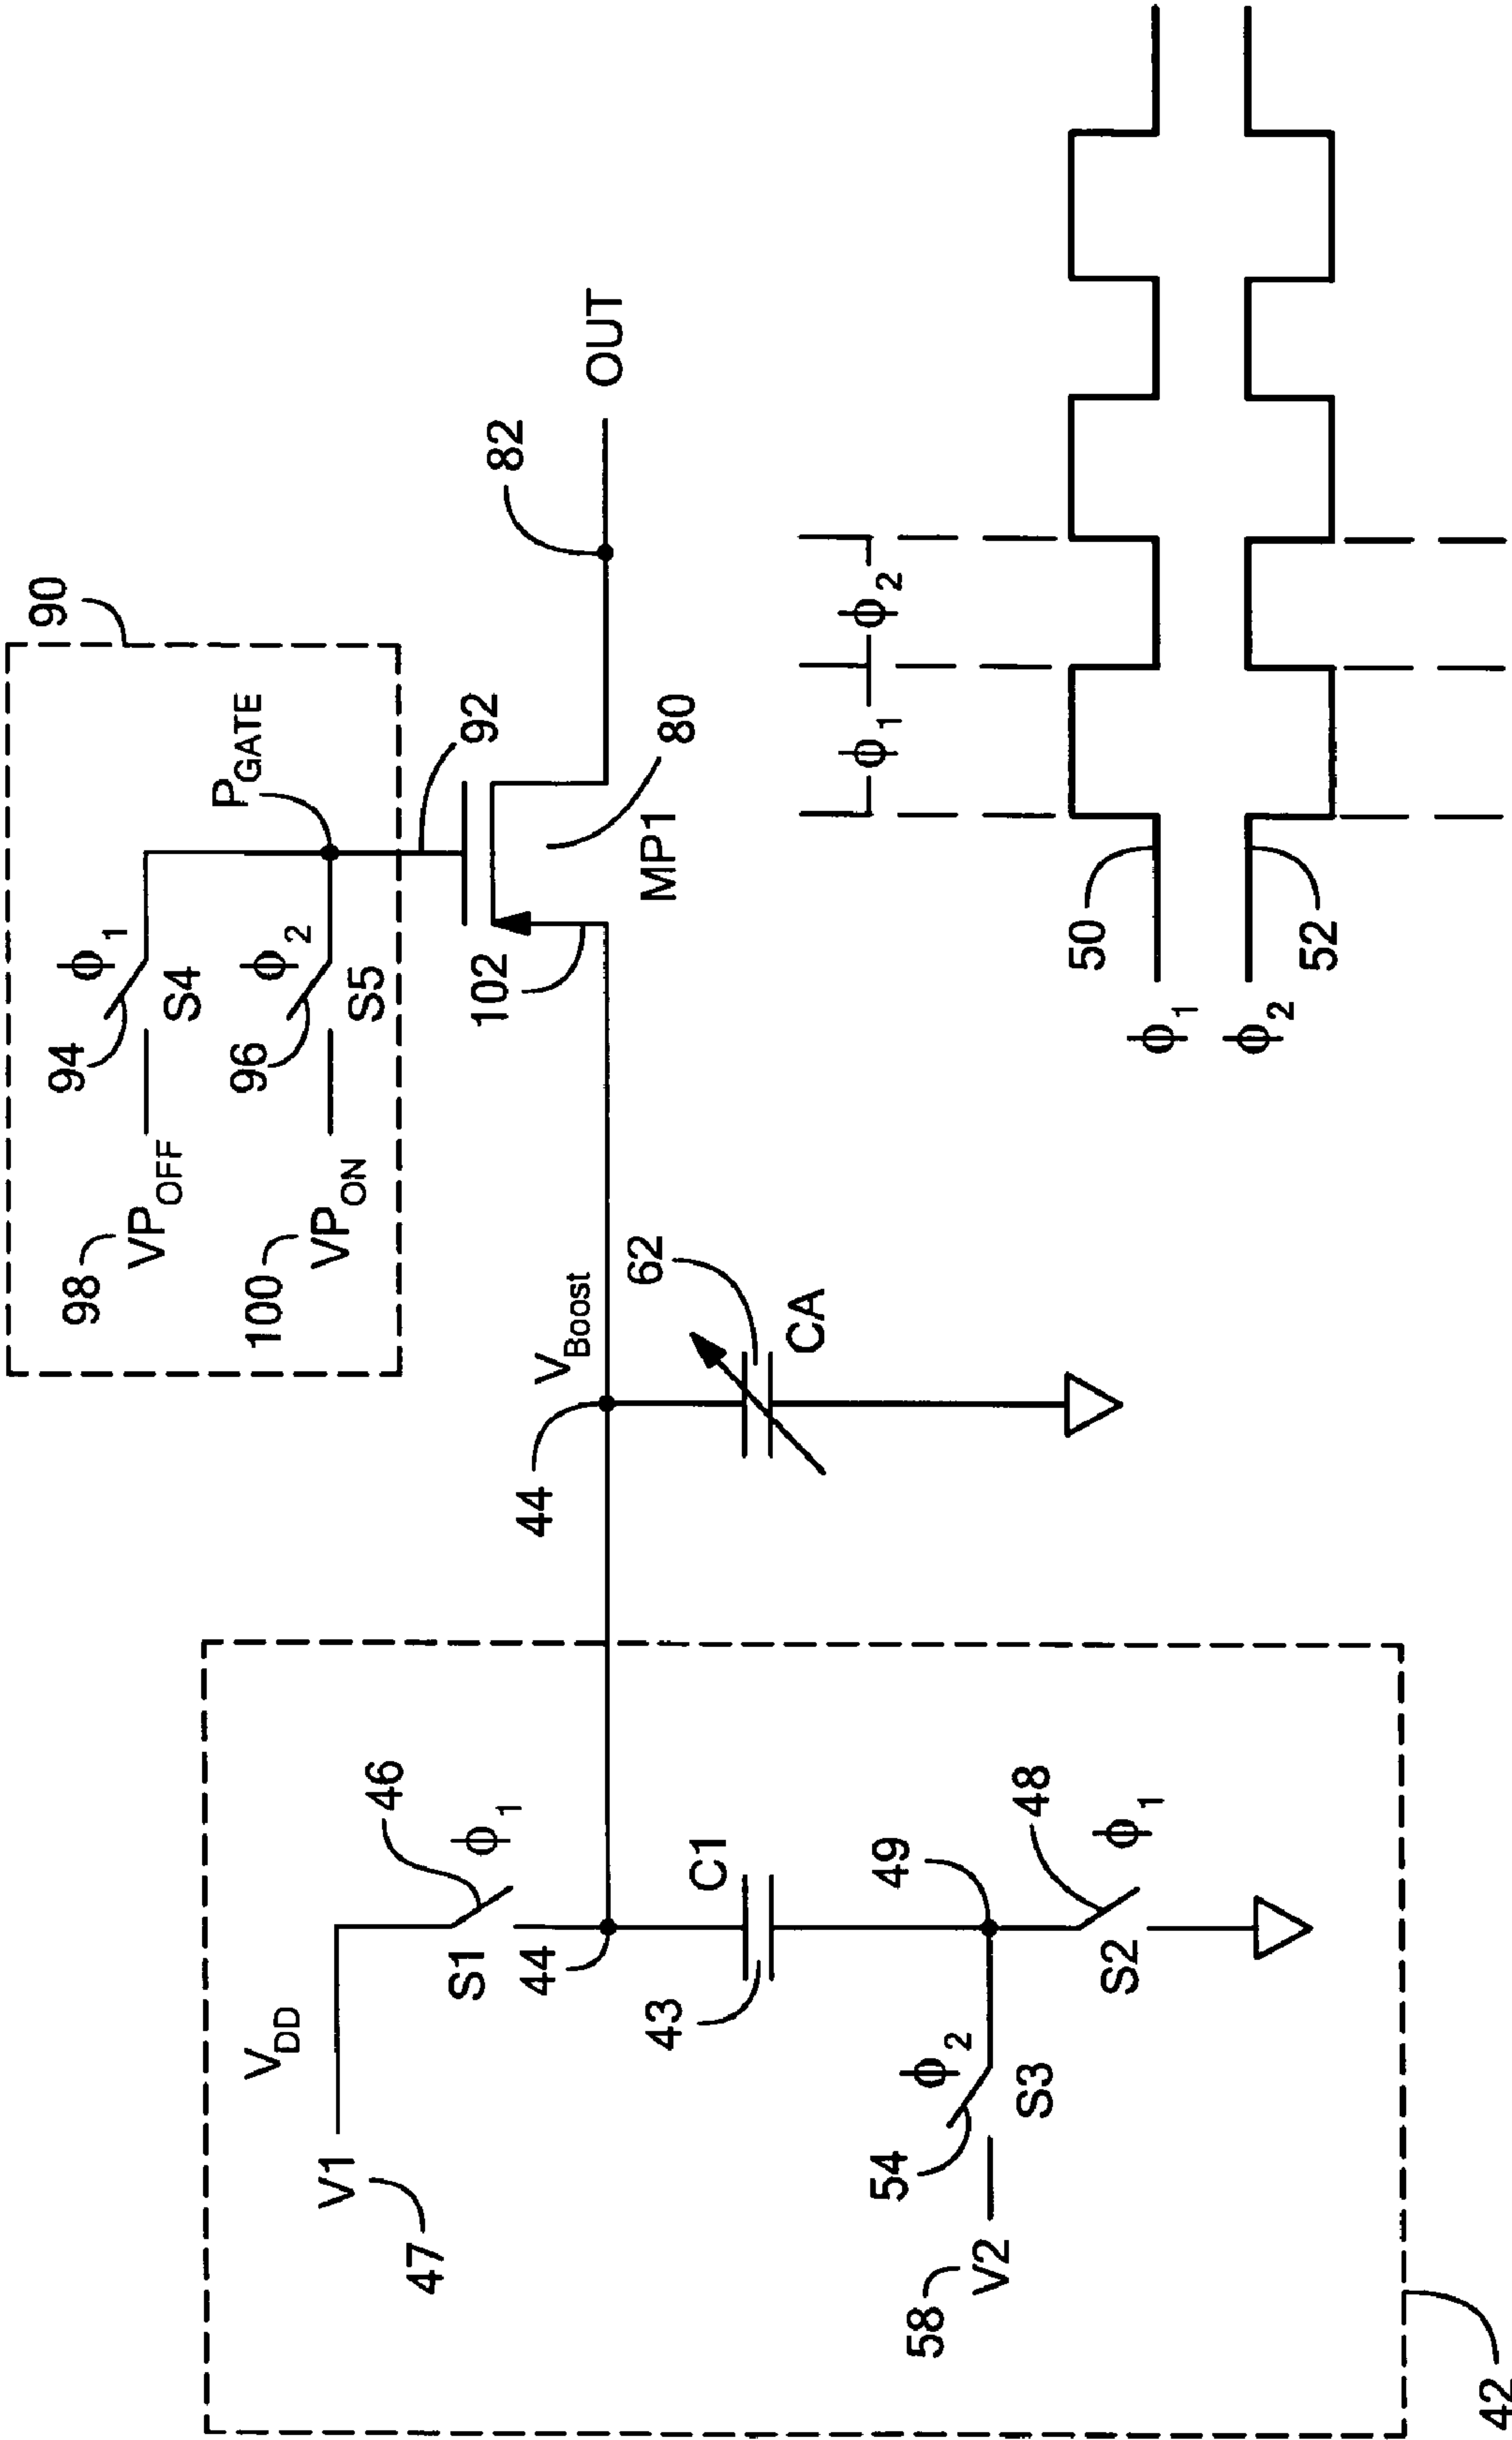 90
94
ϕ1
S4
98
VPOFF
PGATE
96
ϕ2
S5
100
VPON
92
102
80
MP1
82
OUT
VBoost
44
62
CA
VDD
V1
47
46
ϕ1
S1
44
C1
43
49
ϕ2
54
S3
58
V2
48
ϕ1
S2
42
ϕ1
ϕ2
50
ϕ1
ϕ2
52